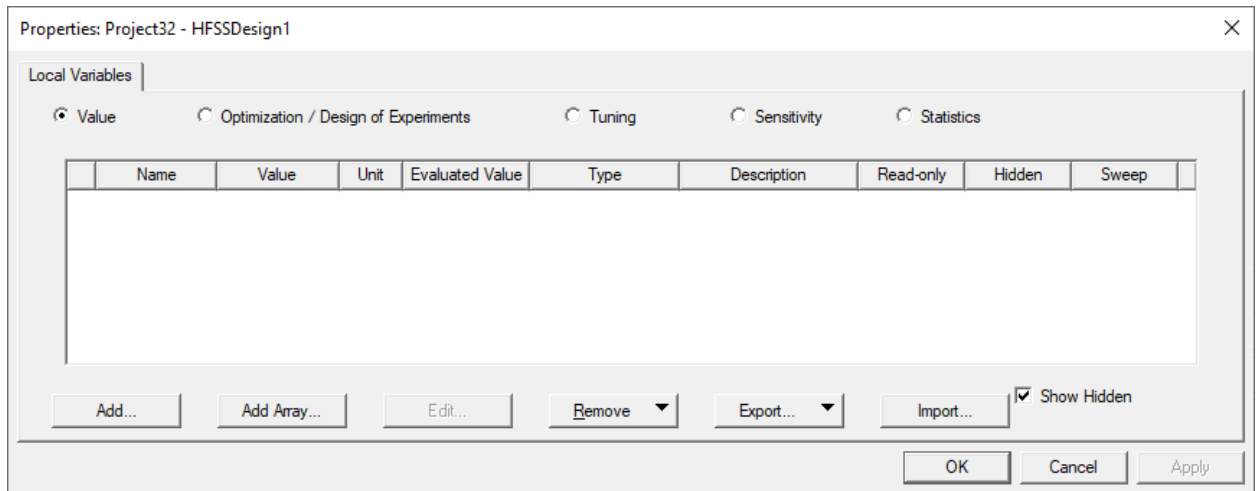 Properties: Project32 - HFSSDesign1
Local Variables
Value Optimization / Design of Experiments Tuning Sensitivity Statistics
Name Value Unit Evaluated Value Type Description Read-only Hidden Sweep
Add... Add Array... Edit... Remove Export... Import... Show Hidden
OK Cancel Apply